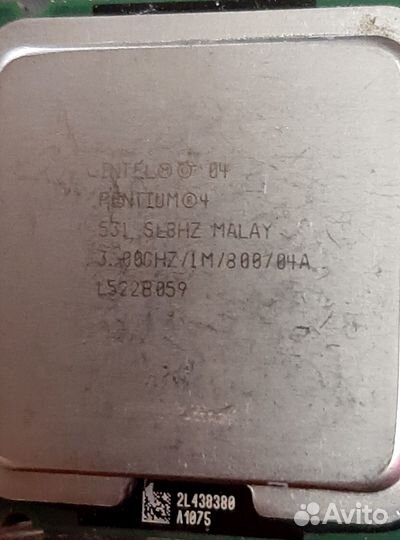 INTEL®© 04
PENTIUM®4
531 SL8HZ MALAY
3.00GHZ/1M/800/04A
L522B059
2L438380
A1075
Avito